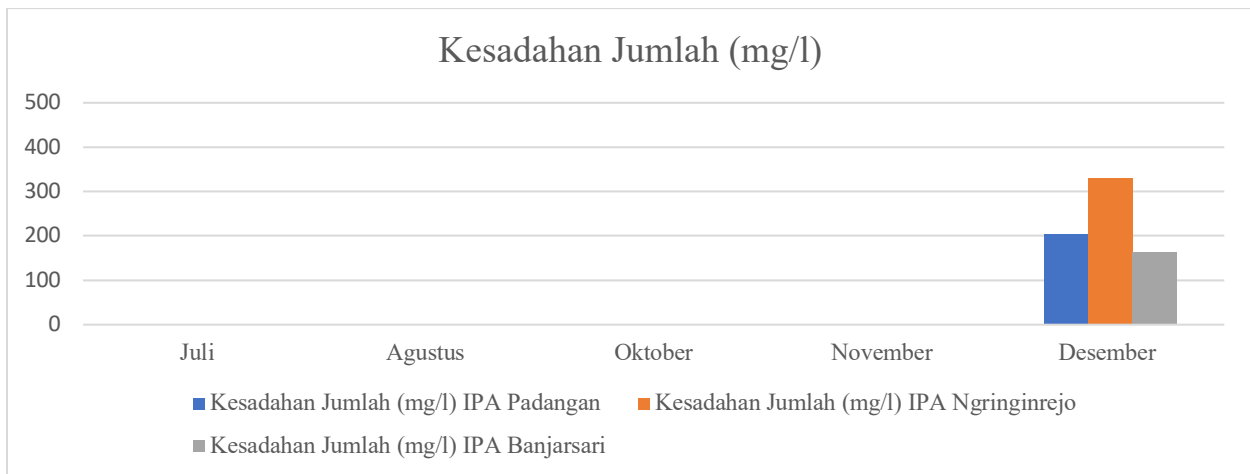 Kesadahan Jumlah (mg/l)
500
400
300
200
100
0
Juli Agustus Oktober November Desember
Kesadahan Jumlah (mg/l) IPA Padangan Kesadahan Jumlah (mg/l) IPA Ngringinrejo
Kesadahan Jumlah (mg/l) IPA Banjarsari